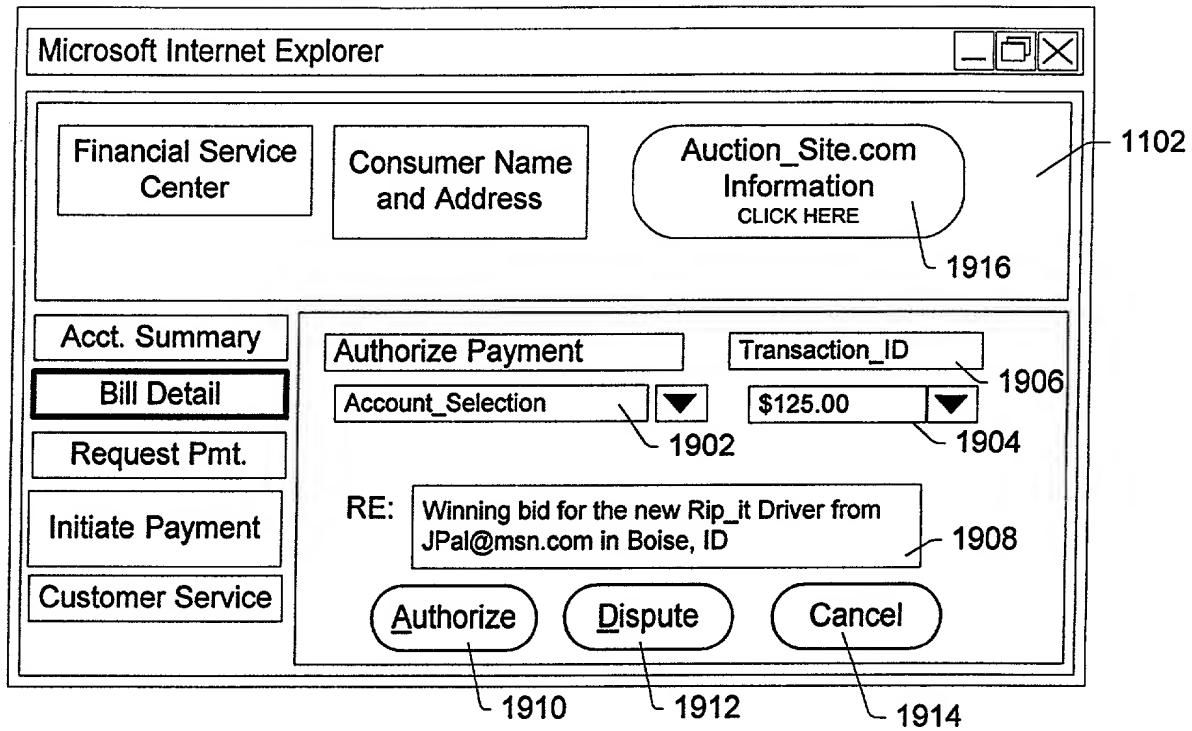 Microsoft Internet Explorer
Financial Service
Center
Consumer Name
and Address
Auction_Site.com
Information
CLICK HERE
1102
1916
Acct. Summary
Bill Detail
Request Pmt.
Initiate Payment
Customer Service
Authorize Payment
Transaction_ID
1906
Account_Selection
$125.00
1902
1904
RE:
Winning bid for the new Rip_it Driver from
JPal@msn.com in Boise, ID
1908
Authorize
Dispute
Cancel
1910
1912
1914